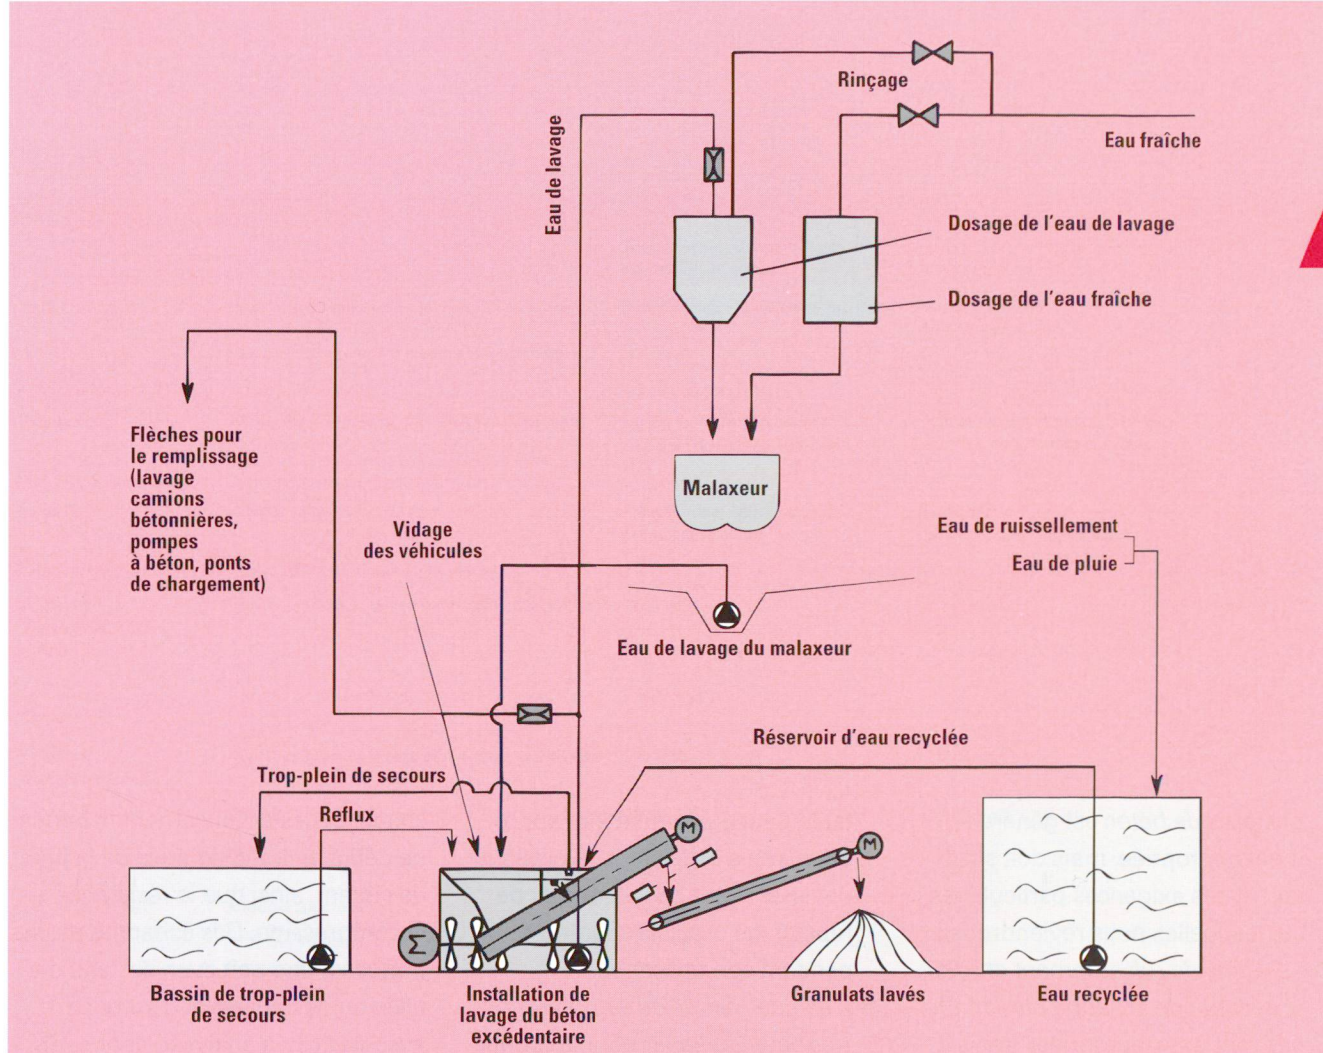 Rinçage
Eau fraîche
Eau de lavage
Dosage de l'eau de lavage
Dosage de l'eau fraîche
Flèches pour
le remplissage
(lavage
camions
bétonnières,
pompes
à béton, ponts
de chargement)
Vidage
des véhicules
Malaxeur
Eau de ruissellement
Eau de pluie
Eau de lavage du malaxeur
Réservoir d'eau recyclée
Trop-plein de secours
Reflux
M
M
Σ
Bassin de trop-plein
de secours
Installation de
lavage du béton
excédentaire
Granulats lavés
Eau recyclée